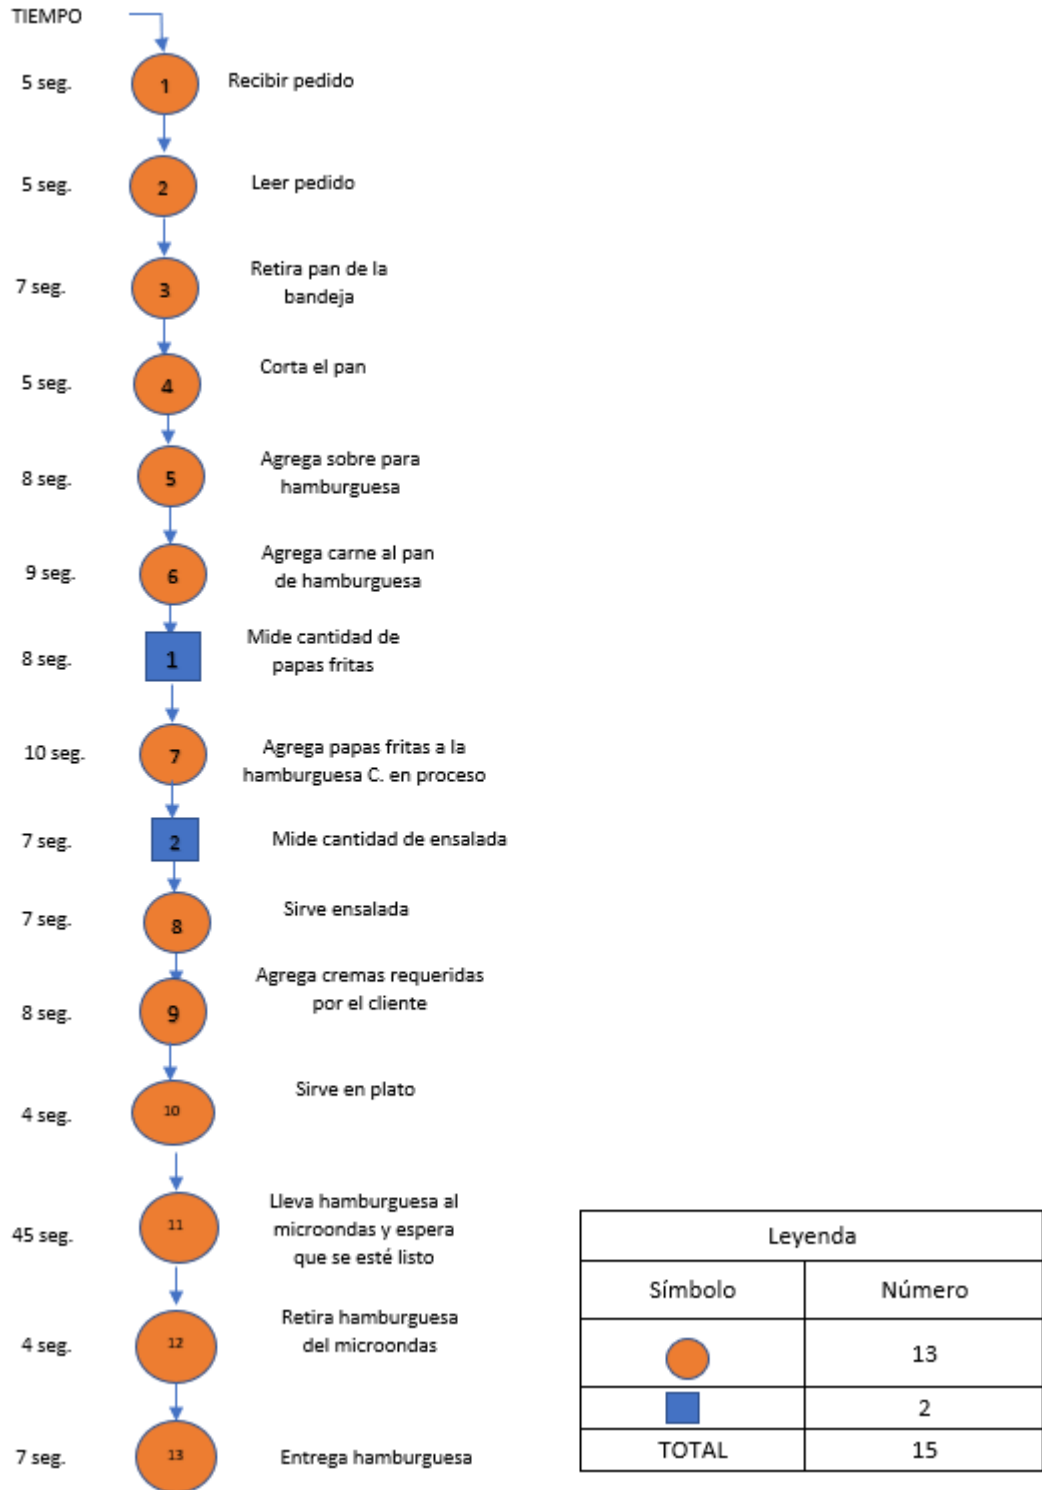 TIEMPO
5 seg. 1 Recibir pedido
5 seg. 2 Leer pedido
7 seg. 3 Retira pan de la
bandeja
5 seg. 4 Corta el pan
8 seg. 5 Agrega sobre para
hamburguesa
9 seg. 6 Agrega carne al pan
de hamburguesa
8 seg. 1 Mide cantidad de
papas fritas
10 seg. 7 Agrega papas fritas a la
hamburguesa C. en proceso
7 seg. 2 Mide cantidad de ensalada
7 seg. 8 Sirve ensalada
8 seg. 9 Agrega cremas requeridas
por el cliente
4 seg. 10 Sirve en plato
45 seg. 11 Lleva hamburguesa al
microondas y espera
que se esté listo
4 seg. 12 Retira hamburguesa
del microondas
7 seg. 13 Entrega hamburguesa
Leyenda
Símbolo Número
13
2
TOTAL 15